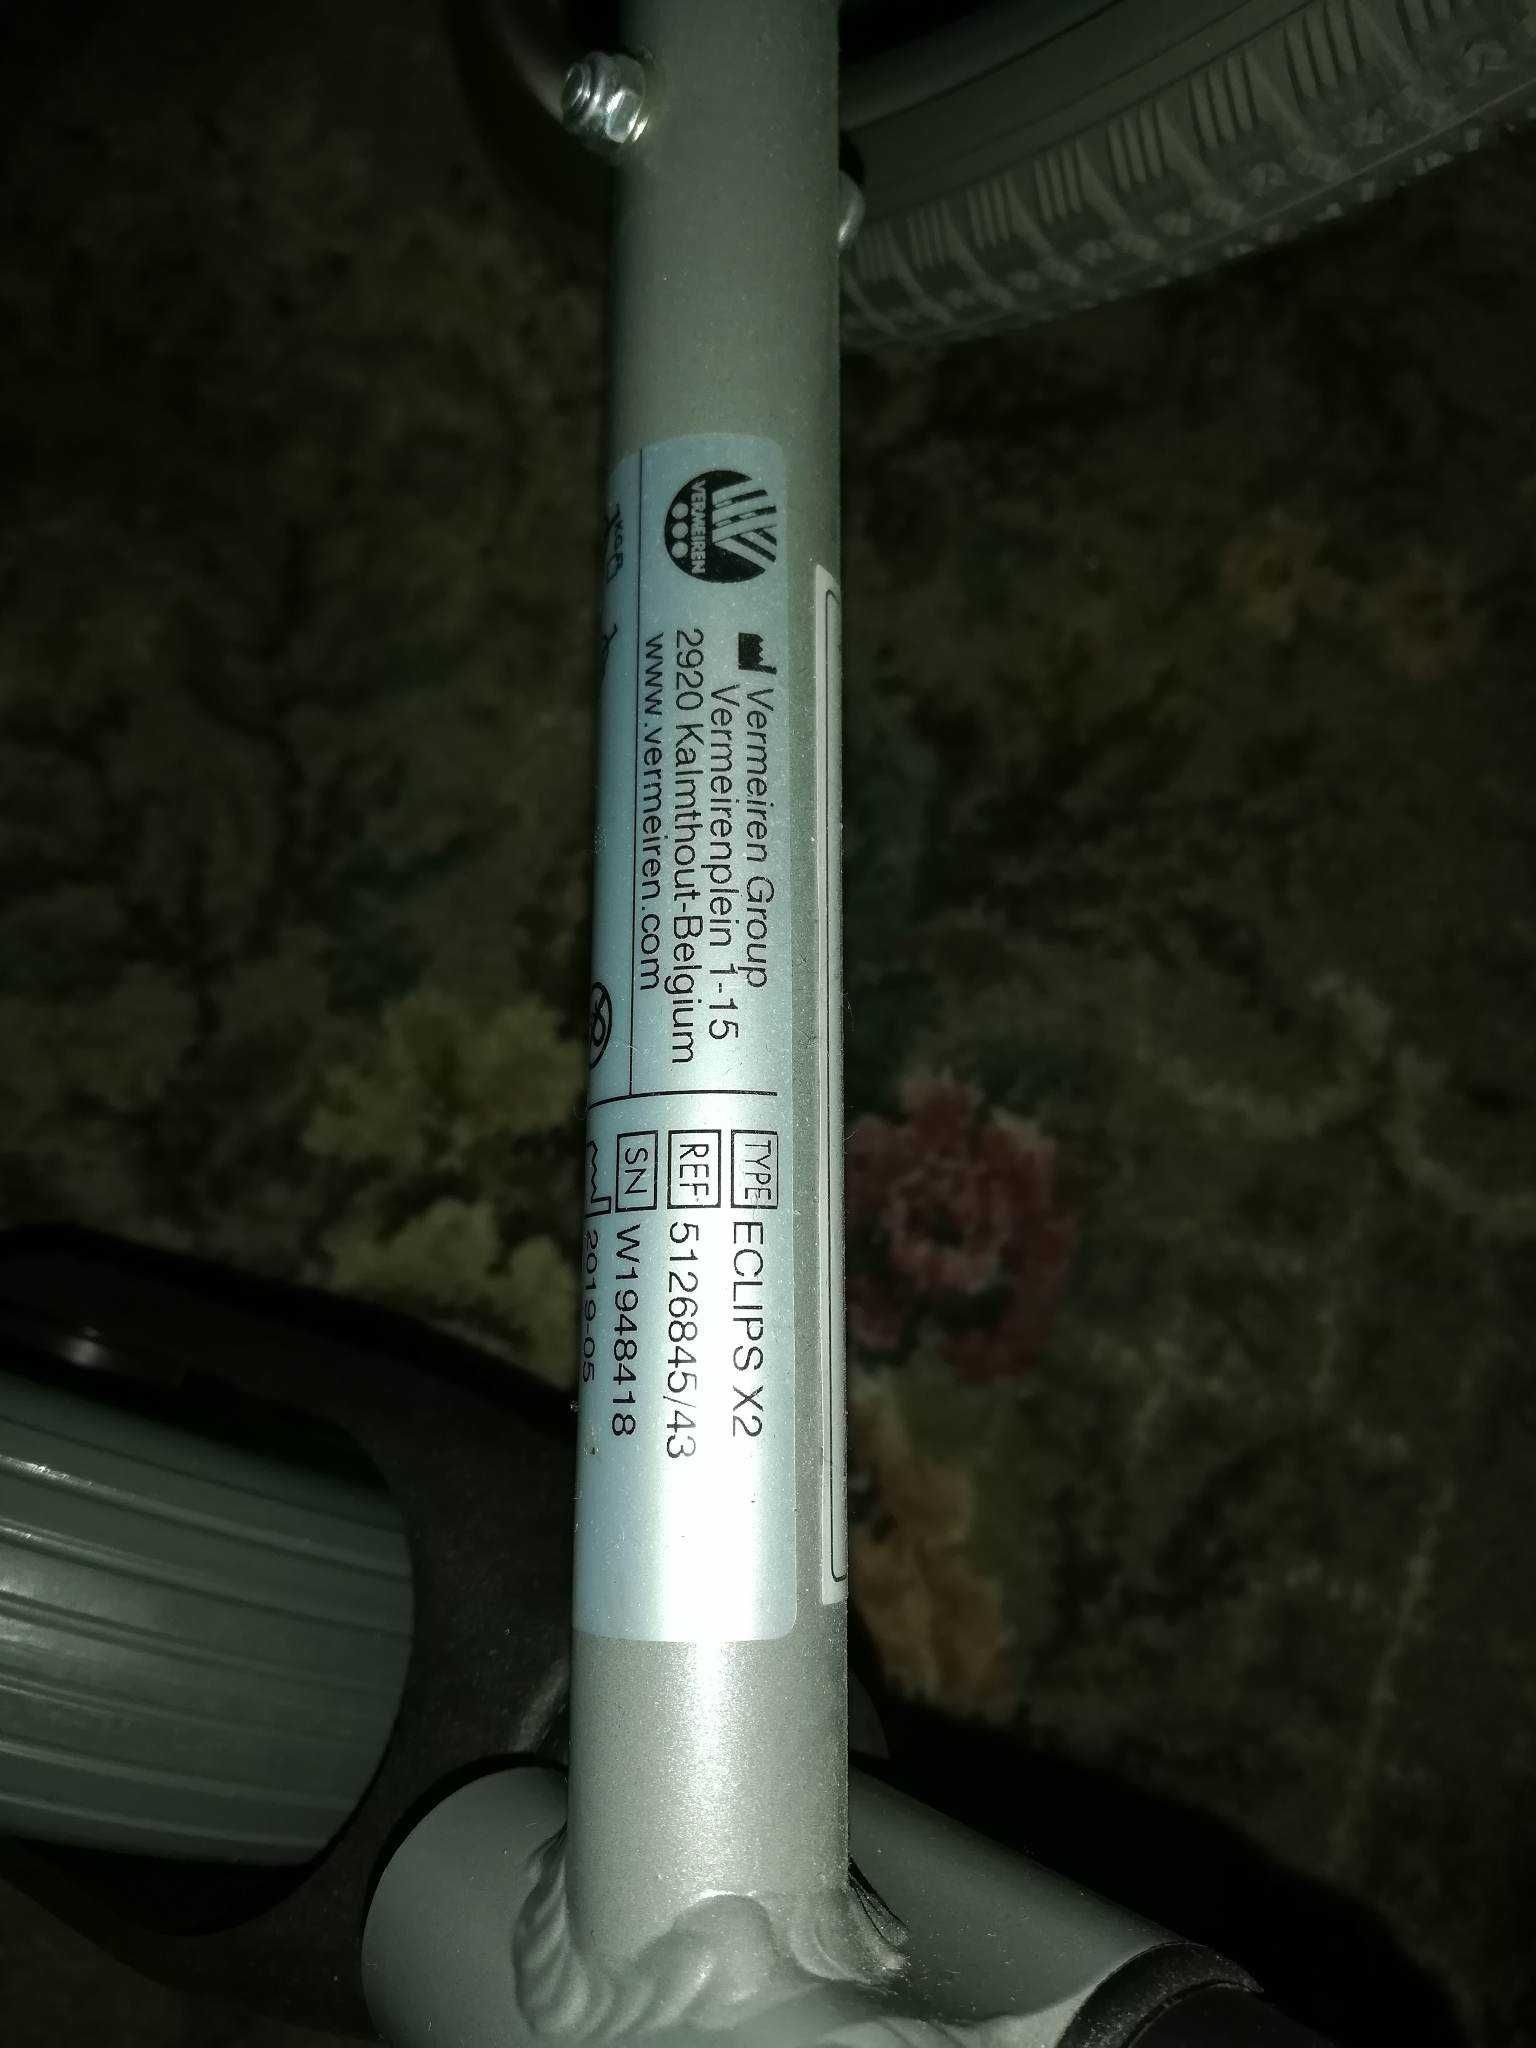 VERMEIREN
Vermeiren Group
Vermeirenplein 1-15
2920 Kalmthout-Belgium
www.vermeiren.com
TYPE ECLIPS X2
REF 5126845/43
SN W1948418
2019-05